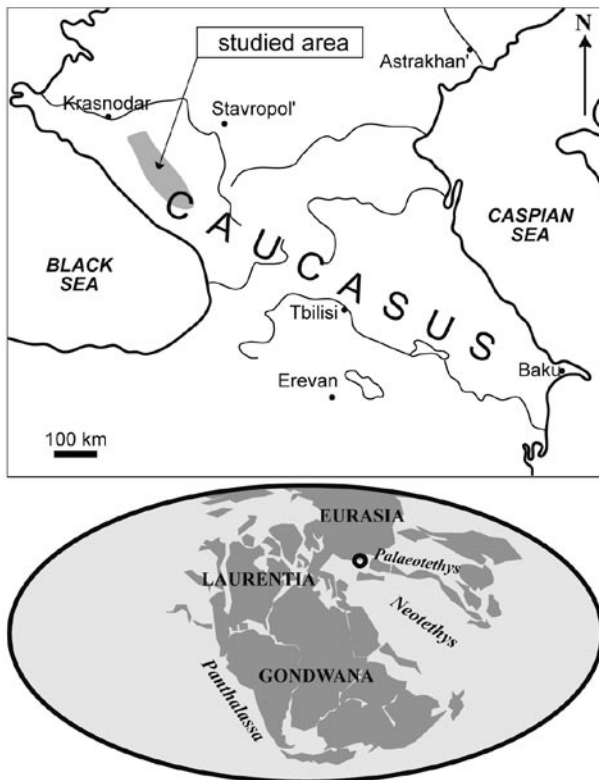 studied area
N
Astrakhan'
Krasnodar
Stavropol'
CAUCASUS
CASPIAN
SEA
BLACK
SEA
Tbilisi
Baku
Erevan
100 km
EURASIA
Palaeotethys
LAURENTIA
Neotethys
GONDWANA
Panthalassa